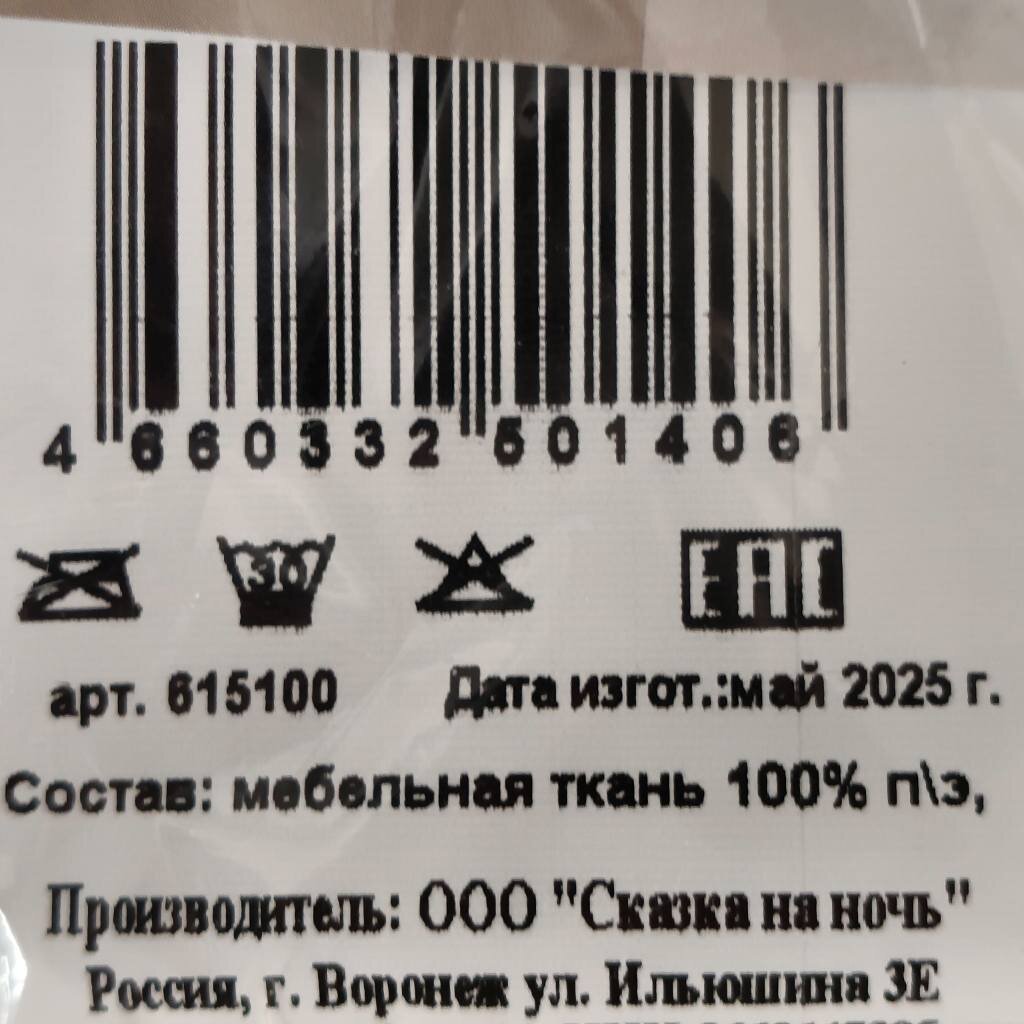 4 660332 501406
30 EAC
арт. 615100 Дата изгот.:май 2025 г.
Состав: мебельная ткань 100% п\э,
Производитель: ООО "Сказка на ночь"
Россия, г. Воронеж ул. Ильюшина 3Е